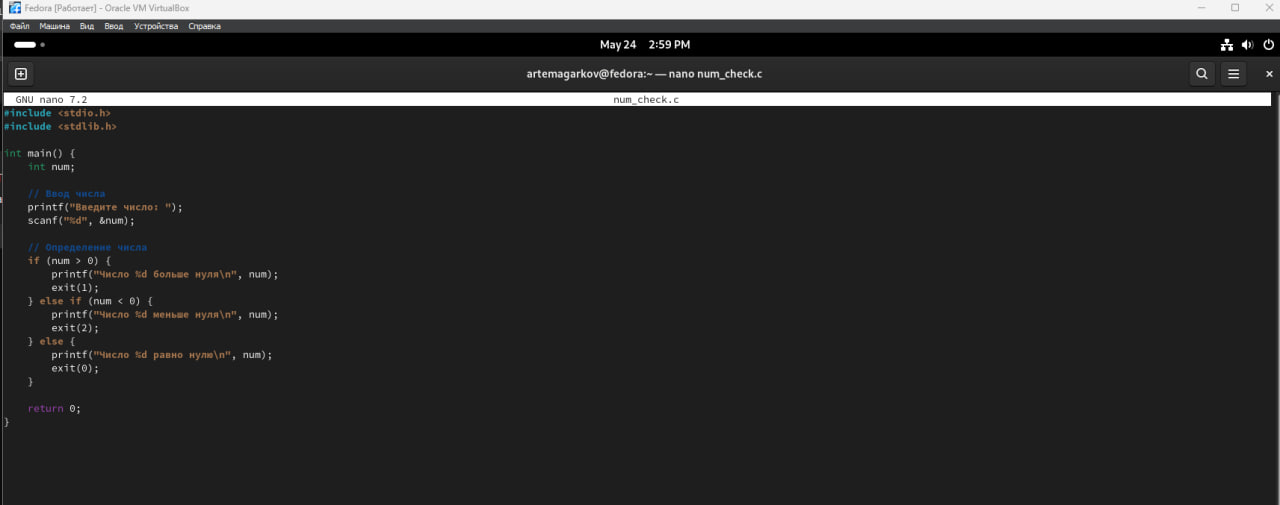 Fedora [Работает] - Oracle VM VirtualBox
Файл Машина Вид Ввод Устройства Справка
May 24 2:59 PM
artemagarkov@fedora:~ — nano num_check.c
GNU nano 7.2 num_check.c
#include <stdio.h>
#include <stdlib.h>
int main() {
    int num;
    // Ввод числа
    printf("Введите число: ");
    scanf("%d", &num);
    // Определение числа
    if (num > 0) {
        printf("Число %d больше нуля\n", num);
        exit(1);
    } else if (num < 0) {
        printf("Число %d меньше нуля\n", num);
        exit(2);
    } else {
        printf("Число %d равно нулю\n", num);
        exit(0);
    }
    return 0;
}